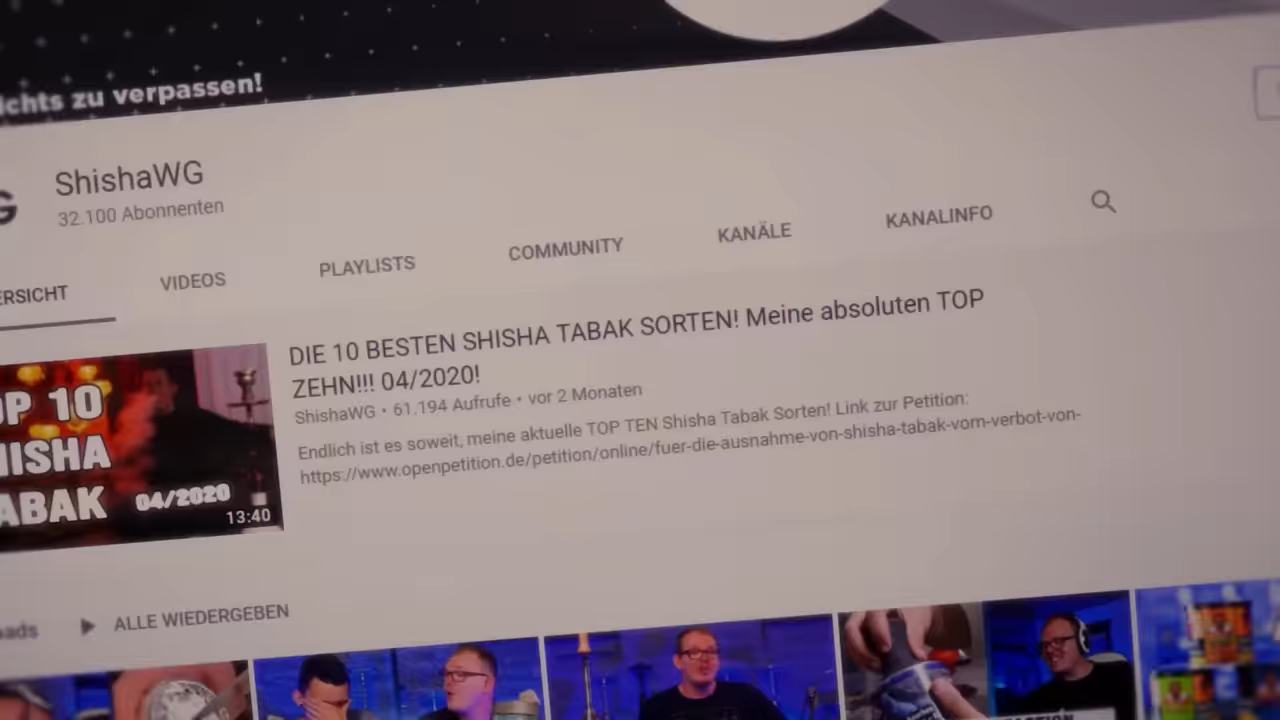 ichts zu verpassen!
G
ShishaWG
32.100 Abonnenten
ERSICHT
VIDEOS
PLAYLISTS
COMMUNITY
KANÄLE
KANALINFO
DIE 10 BESTEN SHISHA TABAK SORTEN! Meine absoluten TOP
ZEHN!!! 04/2020!
ShishaWG • 61.194 Aufrufe • vor 2 Monaten
Endlich ist es soweit, meine aktuelle TOP TEN Shisha Tabak Sorten! Link zur Petition:
https://www.openpetition.de/petition/online/fuer-die-ausnahme-von-shisha-tabak-vom-verbot-von-
OP 10
HISHA
TABAK
04/2020
13:40
oads
ALLE WIEDERGEBEN